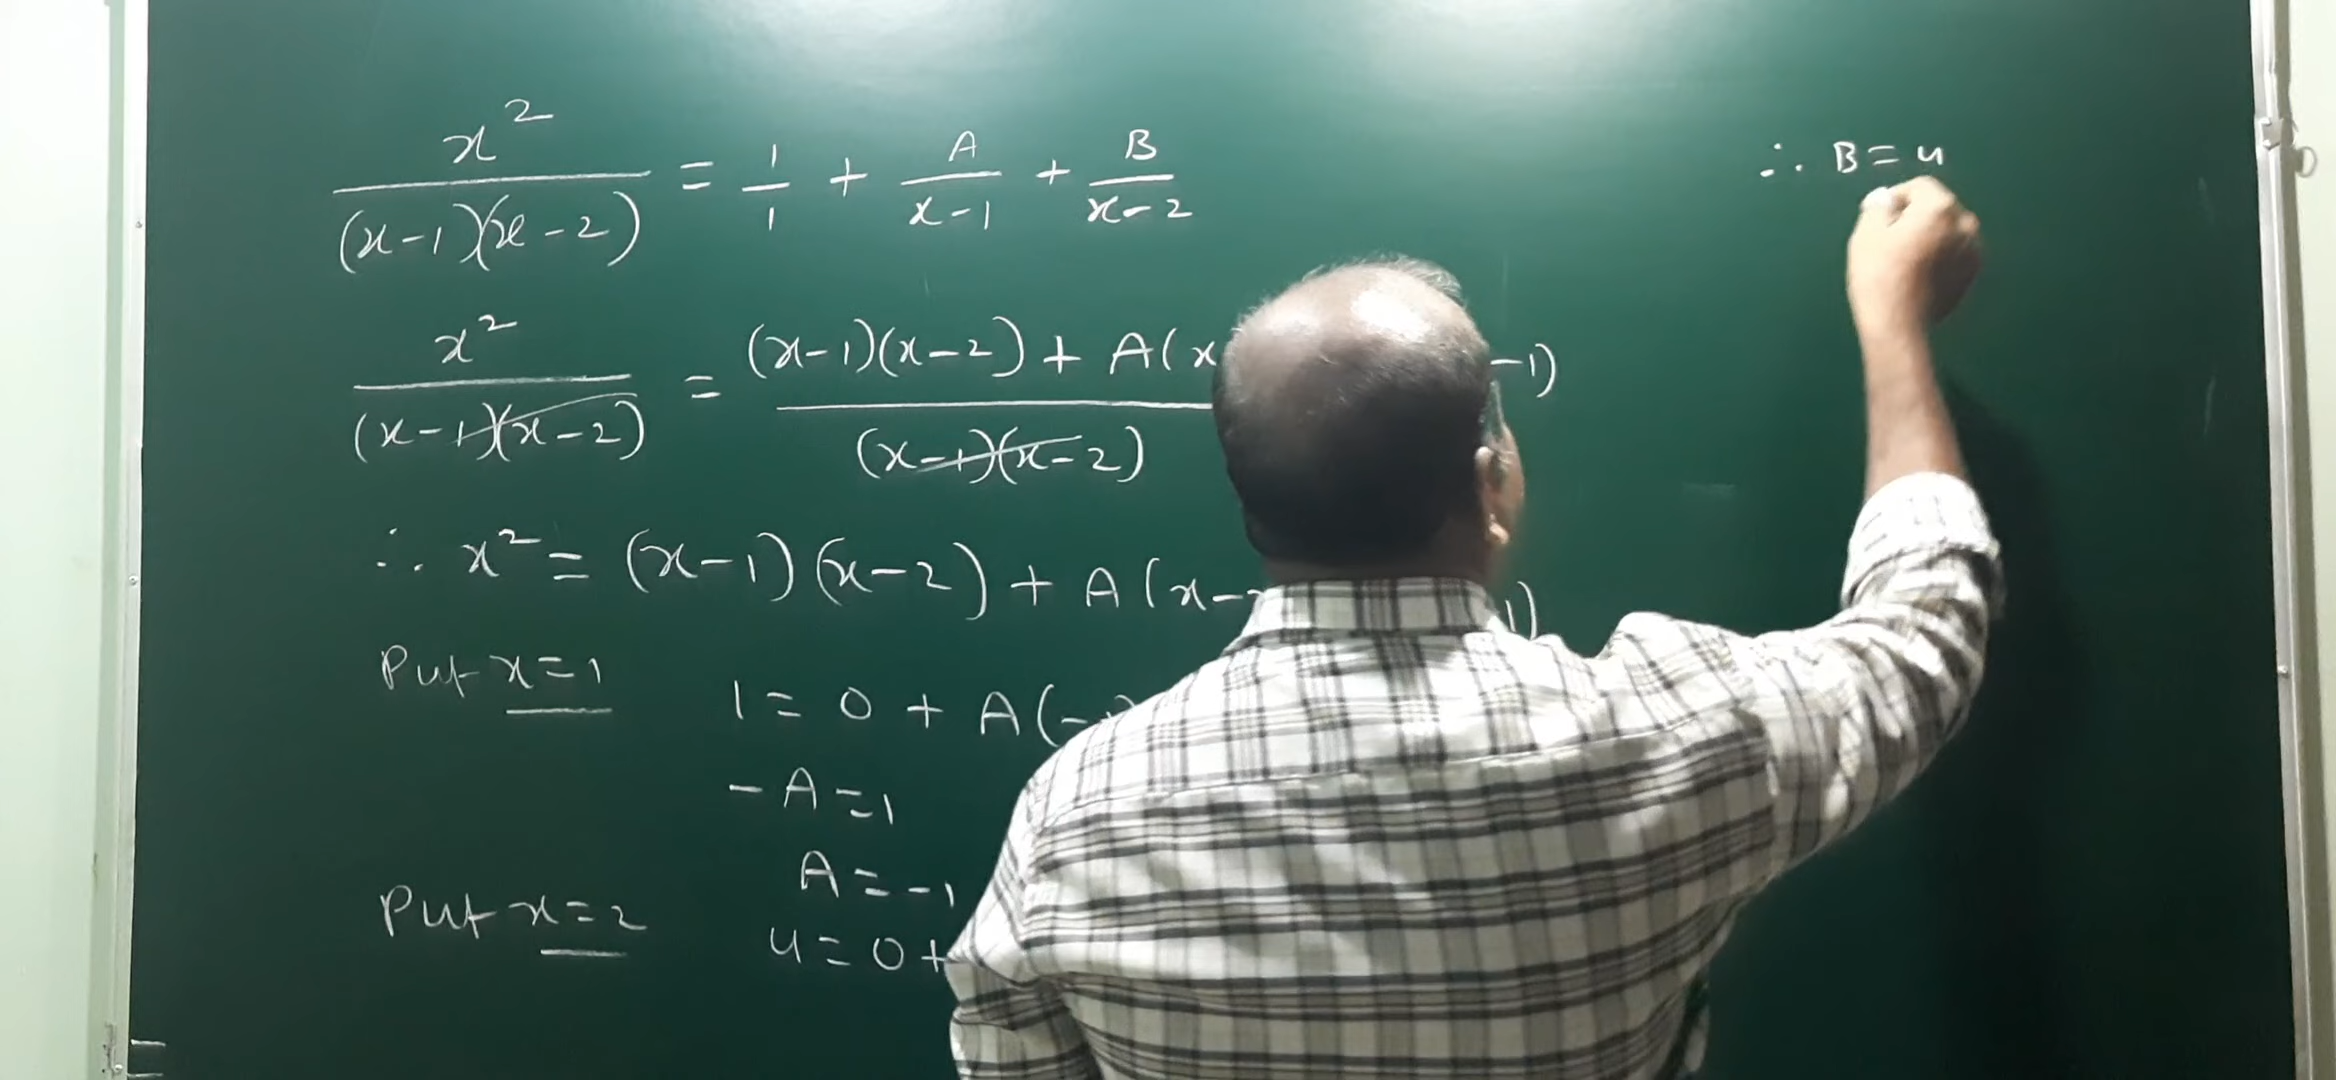 x² / (x-1)(x-2) = 1/1 + A/x-1 + B/x-2
x² / (x-1)(x-2) = (x-1)(x-2) + A(x -1) / (x-1)(x-2)
∴ x² = (x-1)(x-2) + A(x- 1)
Put x=1
1 = 0 + A(-
-A=1
A=-1
Put x=2
4=0+
∴ B=4